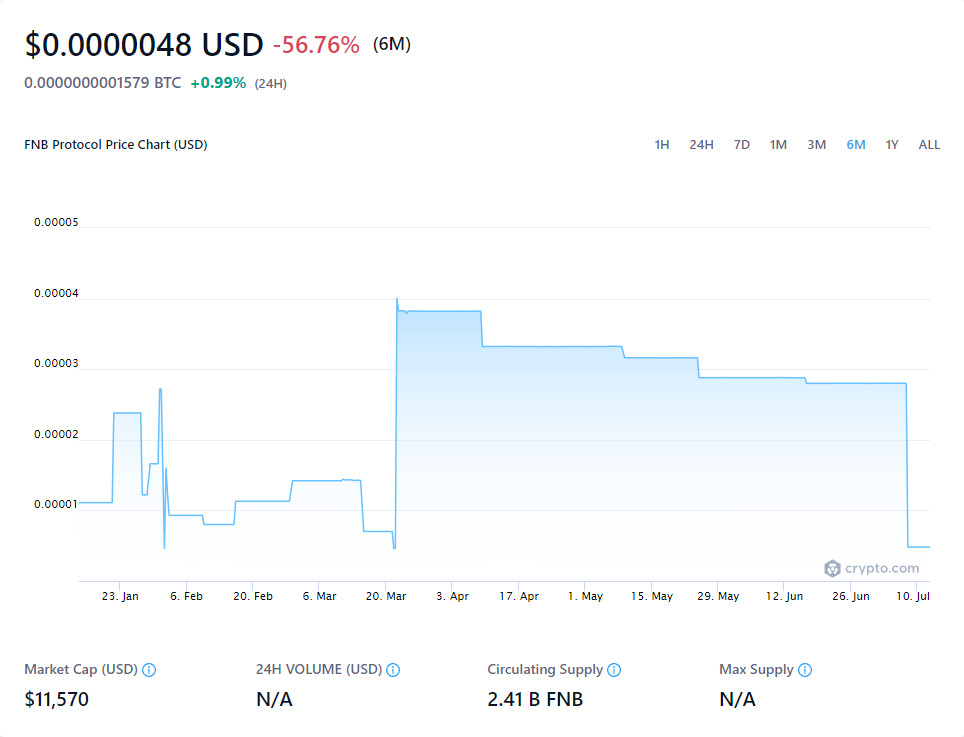 $0.0000048 USD -56.76% (6M)
0.0000000001579 BTC +0.99% (24H)
FNB Protocol Price Chart (USD) 1H 24H 7D 1M 3M 6M 1Y ALL
0.00005
0.00004
0.00003
0.00002
0.00001
crypto.com
23. Jan 6. Feb 20. Feb 6. Mar 20. Mar 3. Apr 17. Apr 1. May 15. May 29. May 12. Jun 26. Jun 10. Jul
Market Cap (USD) 24H VOLUME (USD) Circulating Supply Max Supply
$11,570 N/A 2.41 B FNB N/A